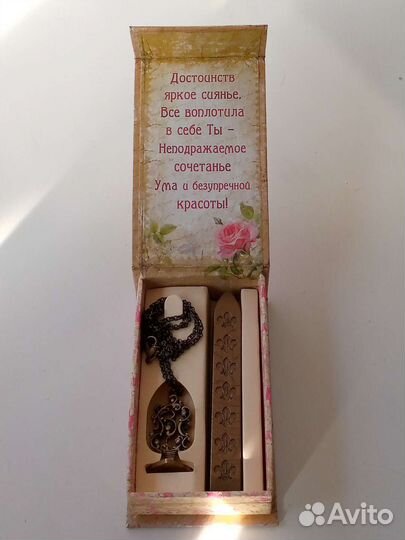 Достоинств
яркое сиянье,
Все воплотила
в себе Ты –
Неподражаемое
сочетанье
Ума и безупречной
красоты!
Avito